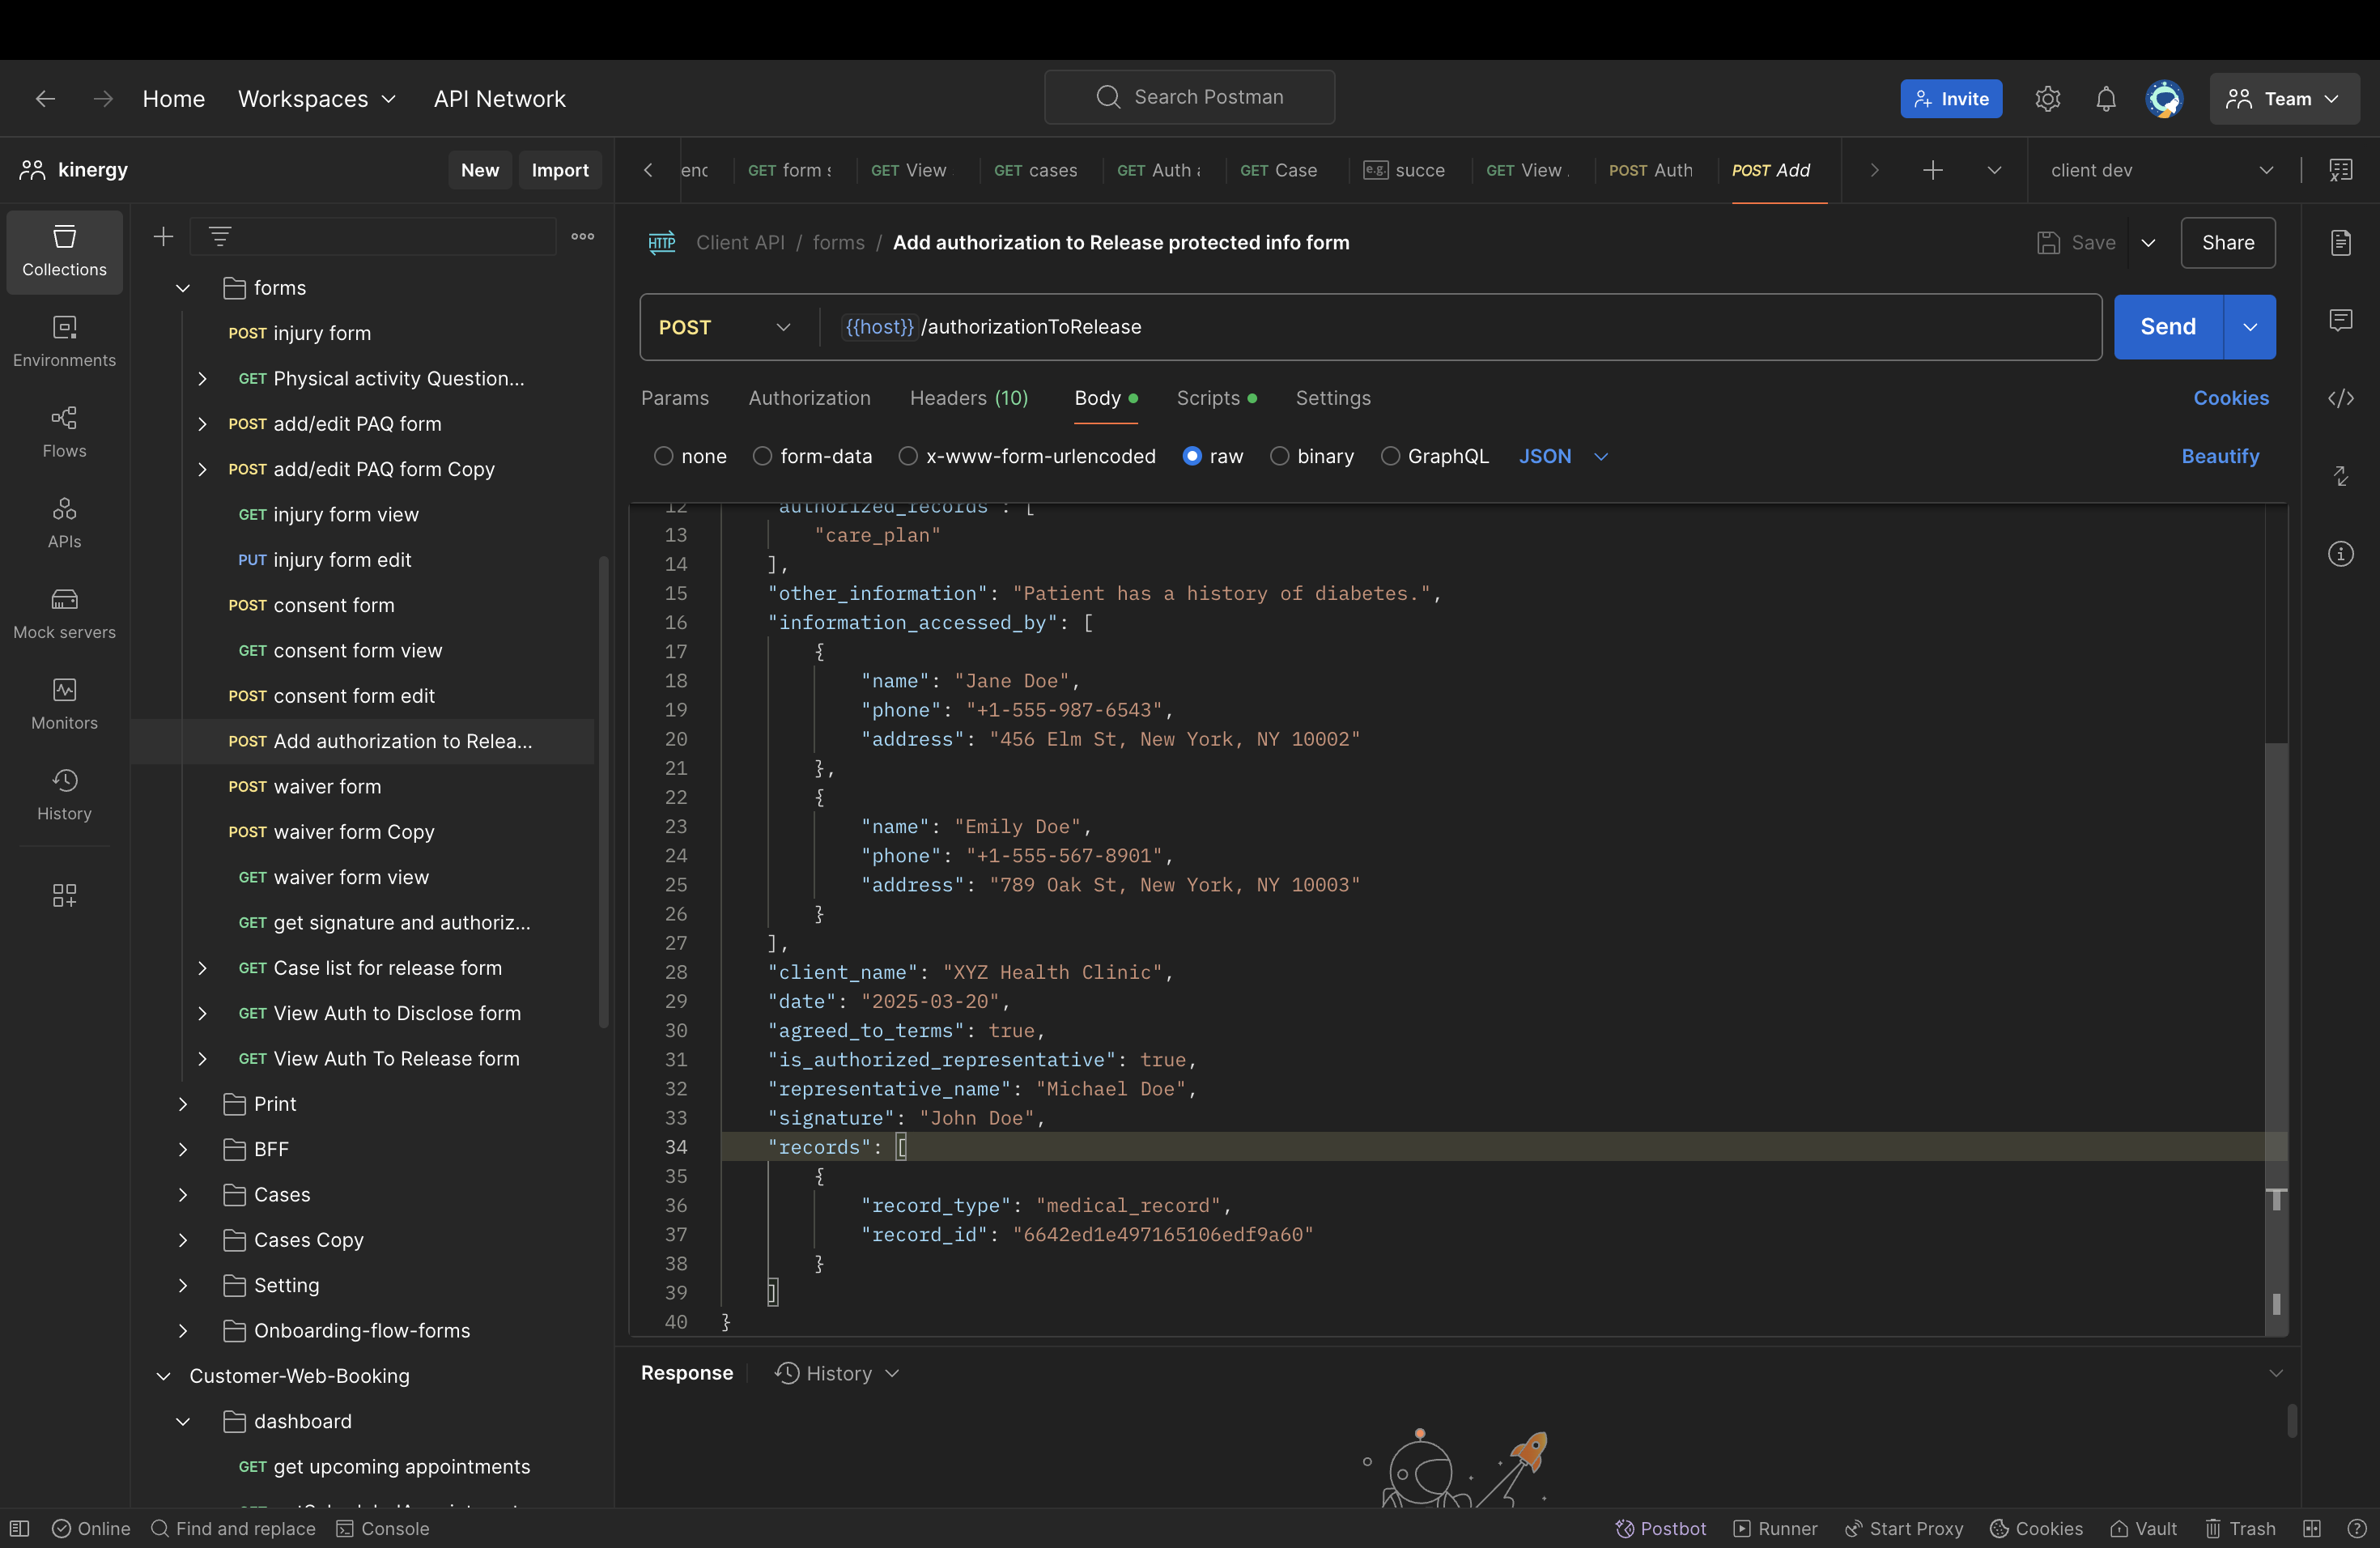 Home Workspaces API Network Search Postman Invite Team
kinergy New Import GET form GET View GET cases GET Auth GET Case e.g. succe GET View POST Auth POST Add client dev
Collections
Environments
Flows
APIs
Mock servers
Monitors
History
forms
POST injury form
GET Physical activity Question...
POST add/edit PAQ form
POST add/edit PAQ form Copy
GET injury form view
PUT injury form edit
POST consent form
GET consent form view
POST consent form edit
POST Add authorization to Relea...
POST waiver form
POST waiver form Copy
GET waiver form view
GET get signature and authoriz...
GET Case list for release form
GET View Auth to Disclose form
GET View Auth To Release form
Print
BFF
Cases
Cases Copy
Setting
Onboarding-flow-forms
Customer-Web-Booking
dashboard
GET get upcoming appointments
HTTP Client API / forms / Add authorization to Release protected info form Save Share
POST {{host}}/authorizationToRelease Send
Params Authorization Headers (10) Body Scripts Settings Cookies
none form-data x-www-form-urlencoded raw binary GraphQL JSON Beautify
12 "authorized_records": [
13 "care_plan"
14 ],
15 "other_information": "Patient has a history of diabetes.",
16 "information_accessed_by": [
17 {
18 "name": "Jane Doe",
19 "phone": "+1-555-987-6543",
20 "address": "456 Elm St, New York, NY 10002"
21 },
22 {
23 "name": "Emily Doe",
24 "phone": "+1-555-567-8901",
25 "address": "789 Oak St, New York, NY 10003"
26 }
27 ],
28 "client_name": "XYZ Health Clinic",
29 "date": "2025-03-20",
30 "agreed_to_terms": true,
31 "is_authorized_representative": true,
32 "representative_name": "Michael Doe",
33 "signature": "John Doe",
34 "records": [
35 {
36 "record_type": "medical_record",
37 "record_id": "6642ed1e497165106edf9a60"
38 }
39 ]
40 }
Response History
Online Find and replace Console Postbot Runner Start Proxy Cookies Vault Trash